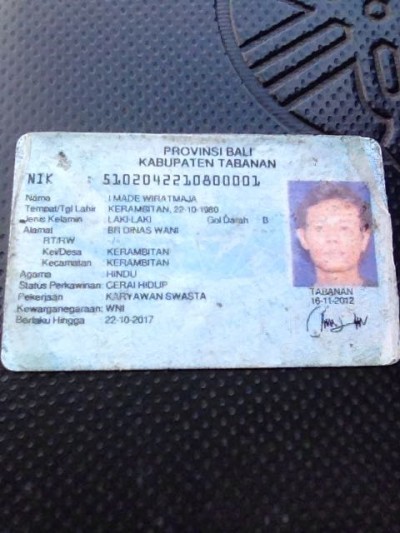 PROVINSI BALI
KABUPATEN TABANAN
NIK : 5102042210800001
Nama I MADE WIRATMAJA
Tempat/Tgl Lahir KERAMBITAN, 22-10-1980
Jenis Kelamin LAKI-LAKI Gol Darah B
Alamat BR DINAS WANI
RT/RW -/-
Kel/Desa KERAMBITAN
Kecamatan KERAMBITAN
Agama HINDU
Status Perkawinan: CERAI HIDUP
Pekerjaan KARYAWAN SWASTA
Kewarganegaraan: WNI
Berlaku Hingga 22-10-2017
TABANAN
16-11-2012